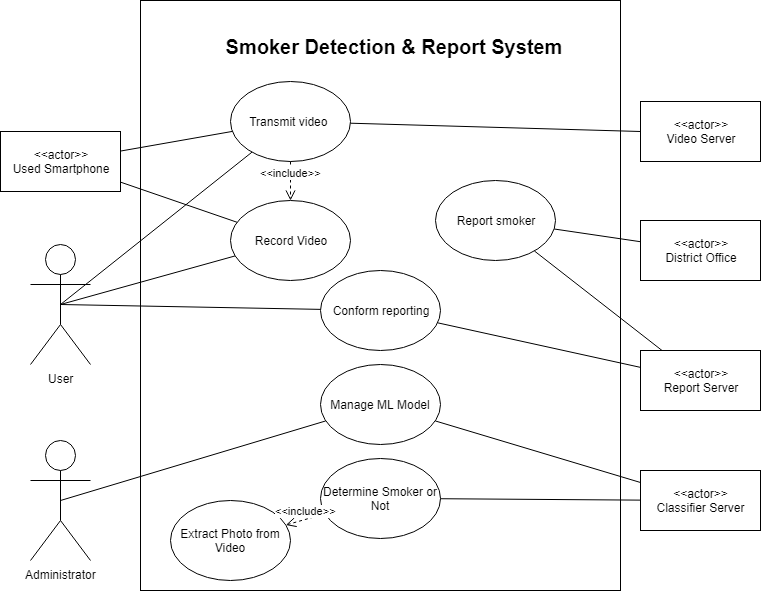 Smoker Detection & Report System
Transmit video
<<actor>>
Used Smartphone
<<actor>>
Video Server
<<include>>
Record Video
Report smoker
<<actor>>
District Office
Conform reporting
User
<<actor>>
Report Server
Manage ML Model
<<actor>>
Classifier Server
Determine Smoker or
Not
<<include>>
Extract Photo from
Video
Administrator